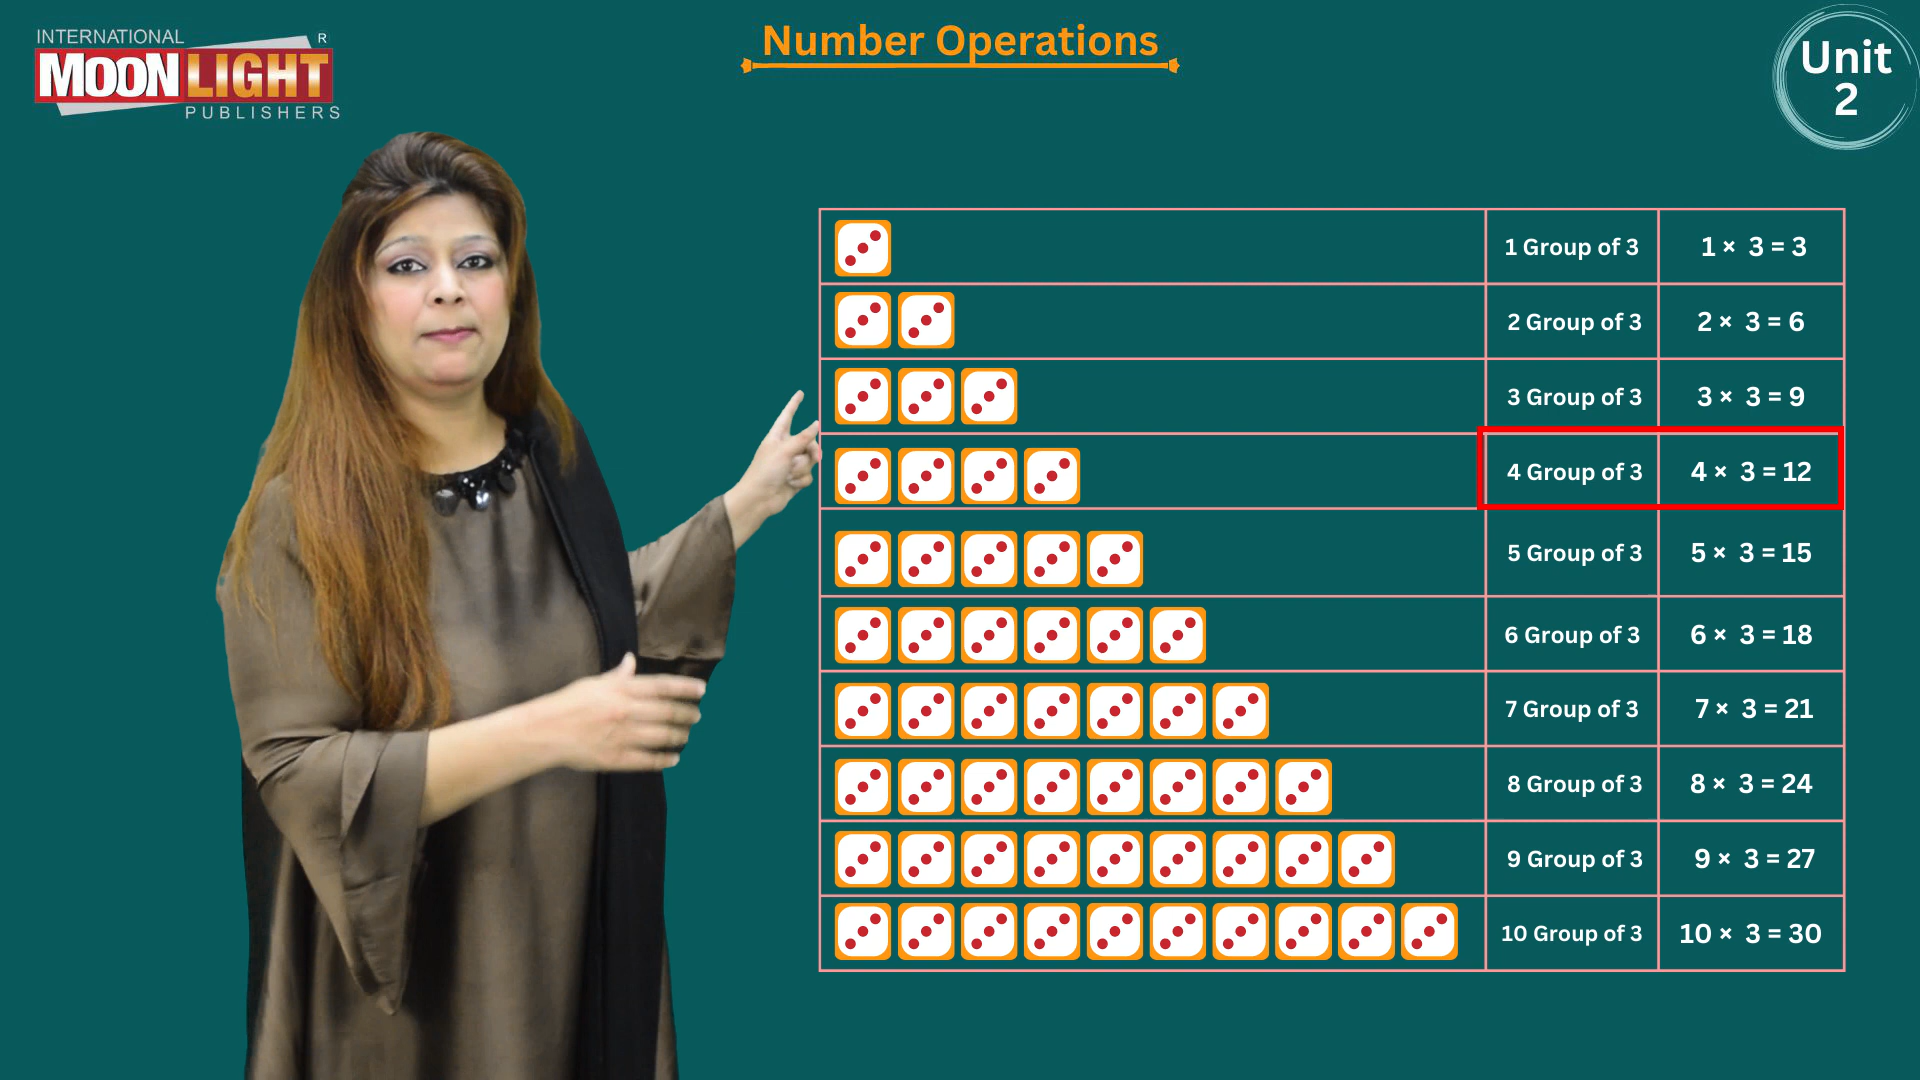 INTERNATIONAL R
MOONLIGHT
PUBLISHERS
Number Operations
Unit
2
1 Group of 3 1 × 3 = 3
2 Group of 3 2 × 3 = 6
3 Group of 3 3 × 3 = 9
4 Group of 3 4 × 3 = 12
5 Group of 3 5 × 3 = 15
6 Group of 3 6 × 3 = 18
7 Group of 3 7 × 3 = 21
8 Group of 3 8 × 3 = 24
9 Group of 3 9 × 3 = 27
10 Group of 3 10 × 3 = 30